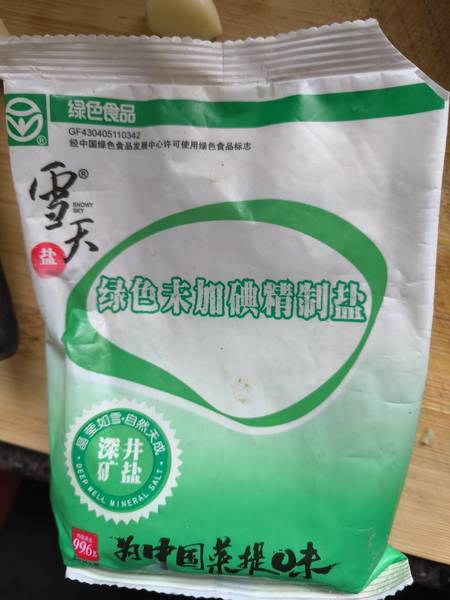 绿色食品
GF430405110342
经中国绿色食品发展中心许可使用绿色食品标志
雪天
SNOWY
SKY
盐
绿色未加碘精制盐
晶莹如雪·自然天成
深井
矿盐
DEEP WELL MINERAL SALT
99.6
为中国菜提味